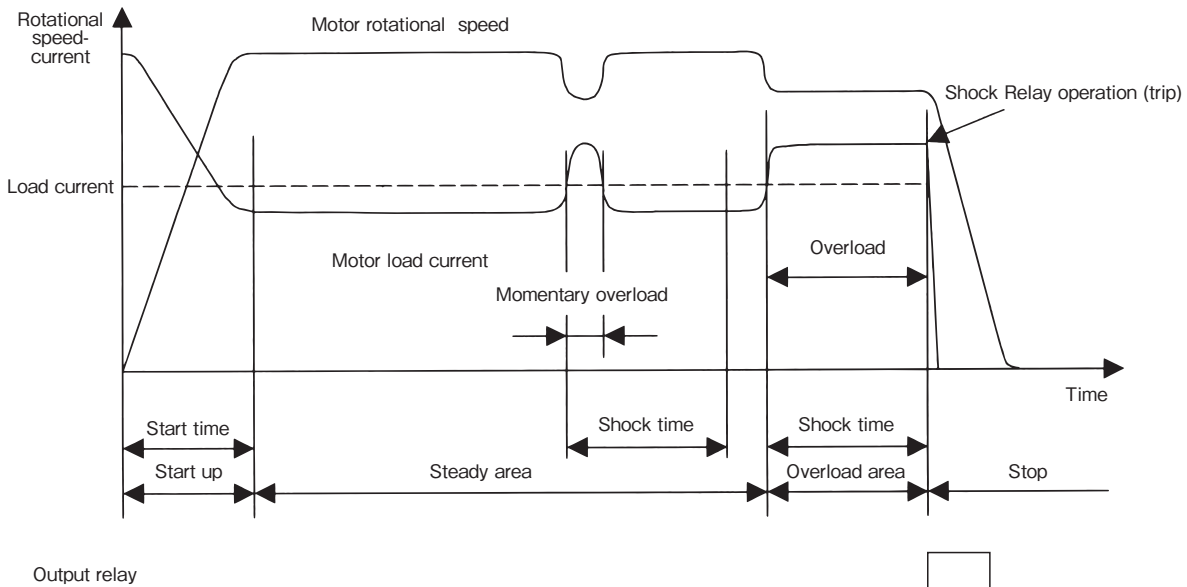 Rotational
speed-
current
Motor rotational speed
Shock Relay operation (trip)
Load current
Overload
Motor load current
Momentary overload
Time
Start time
Shock time
Shock time
Start up
Steady area
Overload area
Stop
Output relay